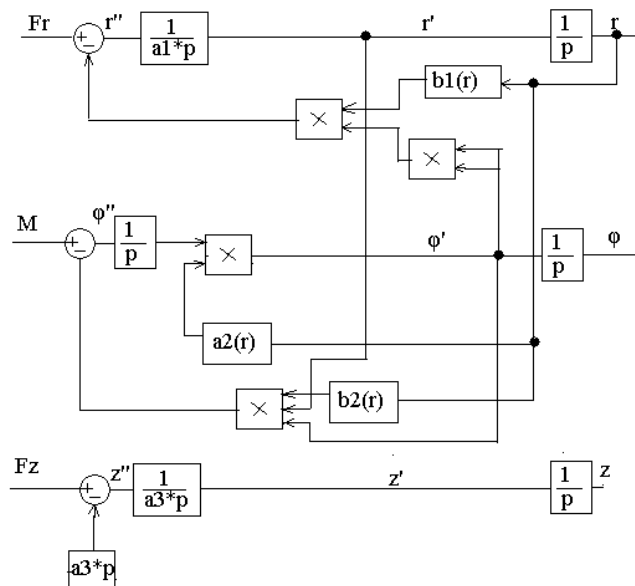 Fr + − r" 1 a1*p r' 1 p r
b1(r)
×
×
M + − φ" 1 p × φ' 1 p φ
a2(r)
× b2(r)
Fz + − z" 1 a3*p z' 1 p z
a3*p